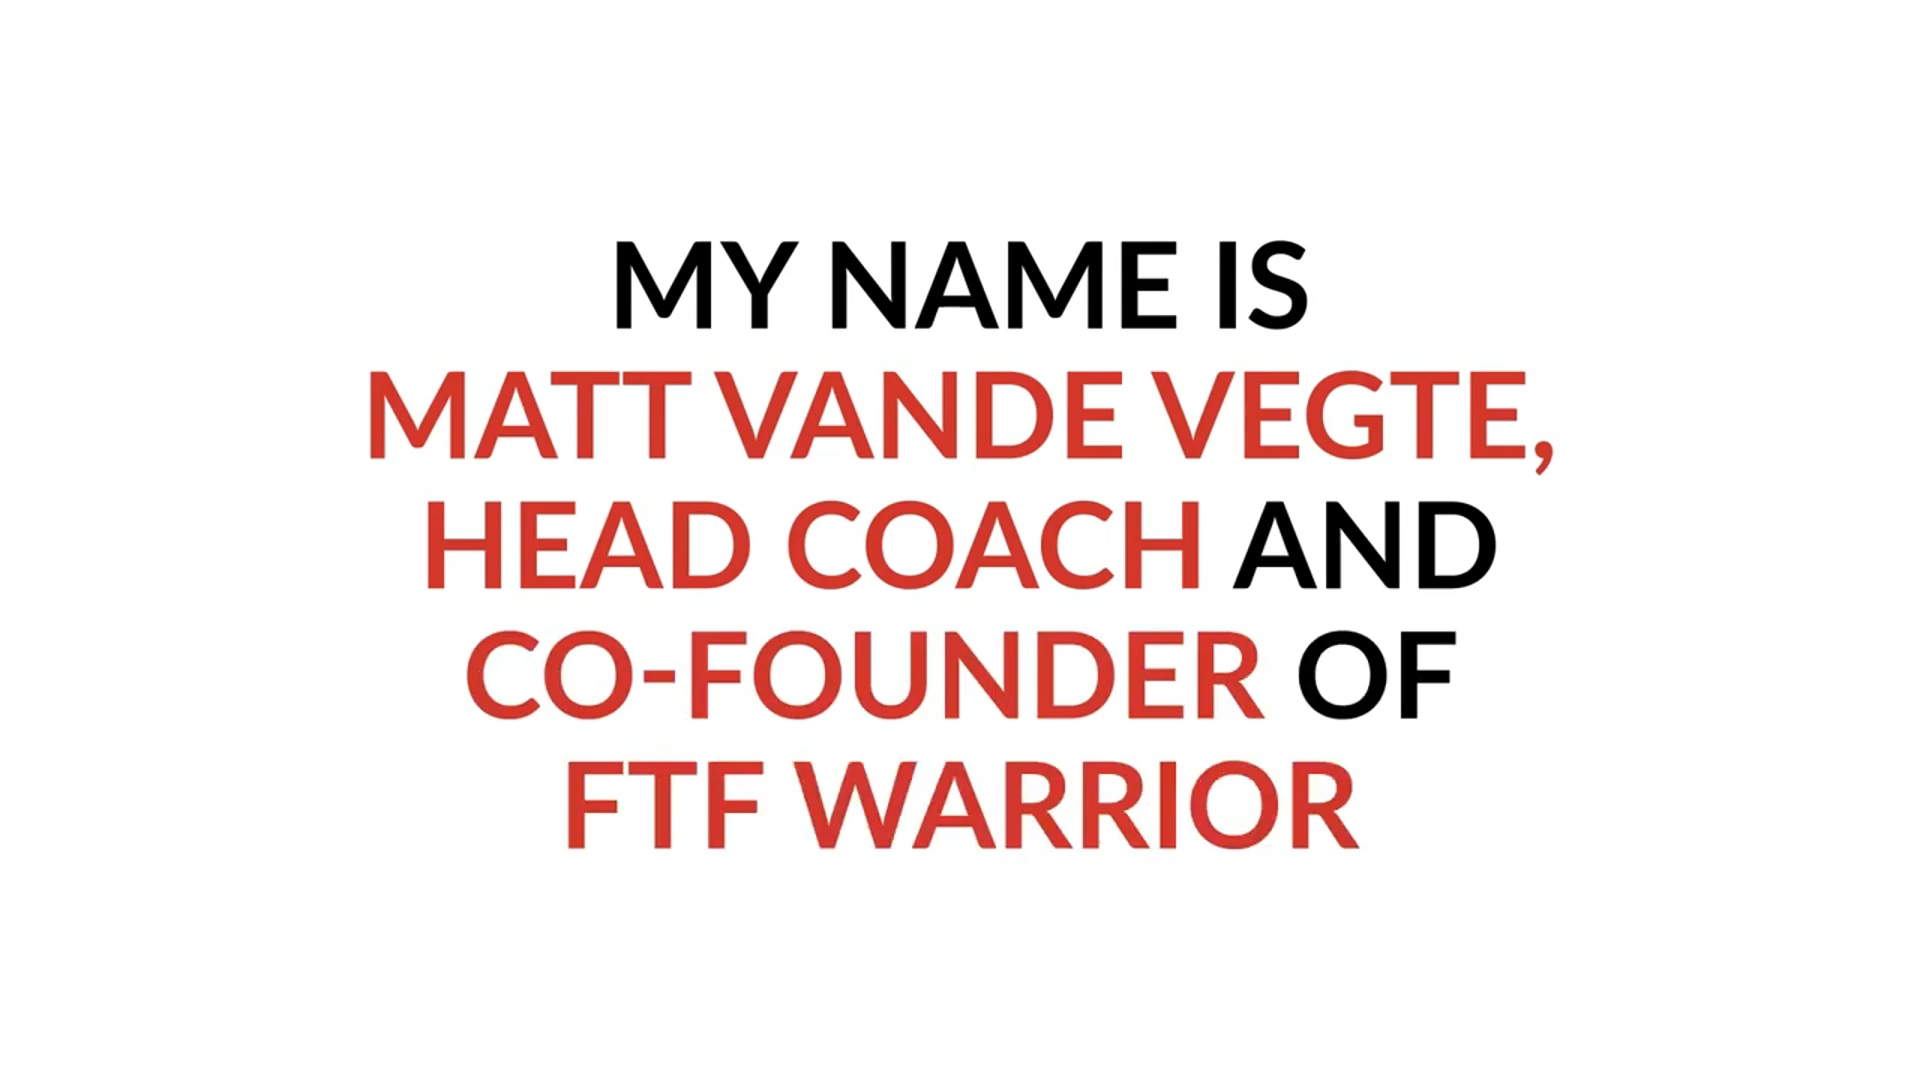 MY NAME IS
MATT VANDE VEGTE,
HEAD COACH AND
CO-FOUNDER OF
FTF WARRIOR